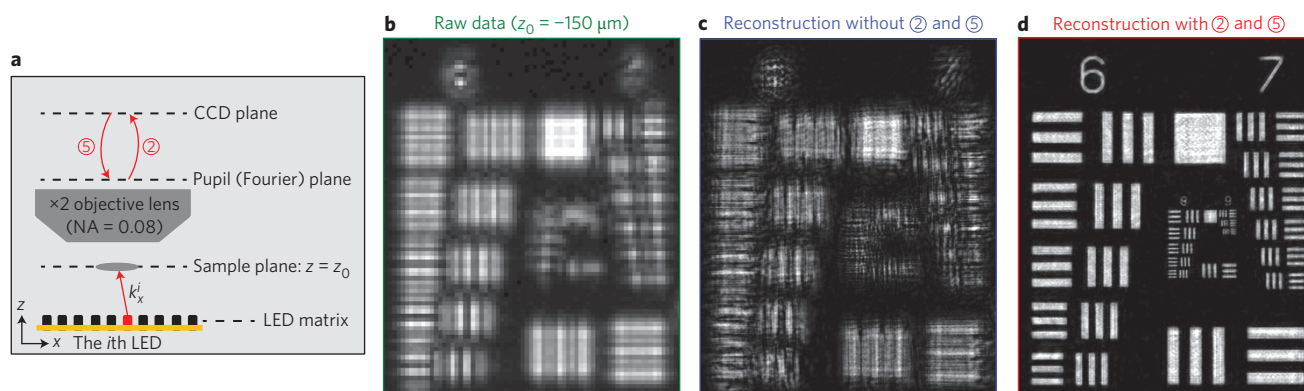 a
CCD plane
⑤
②
Pupil (Fourier) plane
×2 objective lens
(NA = 0.08)
Sample plane: z = z₀
kₓⁱ
LED matrix
z
x
The ith LED
b
Raw data (z₀ = −150 μm)
c
Reconstruction without ② and ⑤
d
Reconstruction with ② and ⑤
6
7